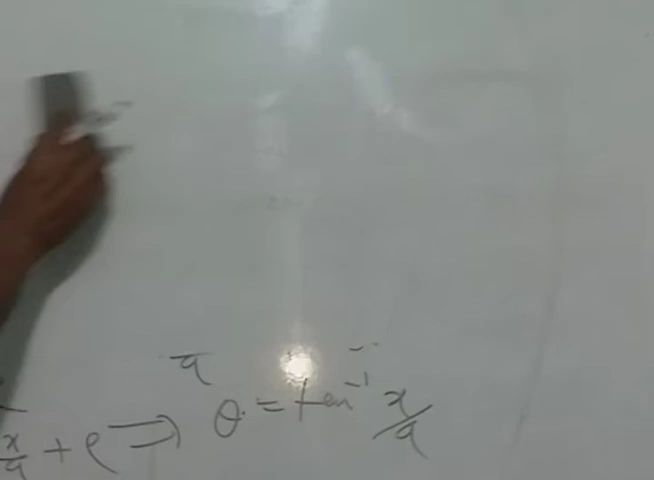 a
x/a + c ⇒ θ = tan⁻¹ x/a